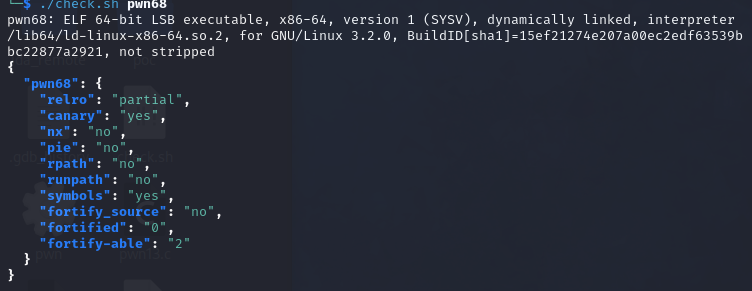 └─$ ./check.sh pwn68
pwn68: ELF 64-bit LSB executable, x86-64, version 1 (SYSV), dynamically linked, interpreter
/lib64/ld-linux-x86-64.so.2, for GNU/Linux 3.2.0, BuildID[sha1]=15ef21274e207a00ec2edf63539b
bc22877a2921, not stripped
{
"pwn68": {
"relro": "partial",
"canary": "yes",
"nx": "no",
"pie": "no",
"rpath": "no",
"runpath": "no",
"symbols": "yes",
"fortify_source": "no",
"fortified": "0",
"fortify-able": "2"
}
}